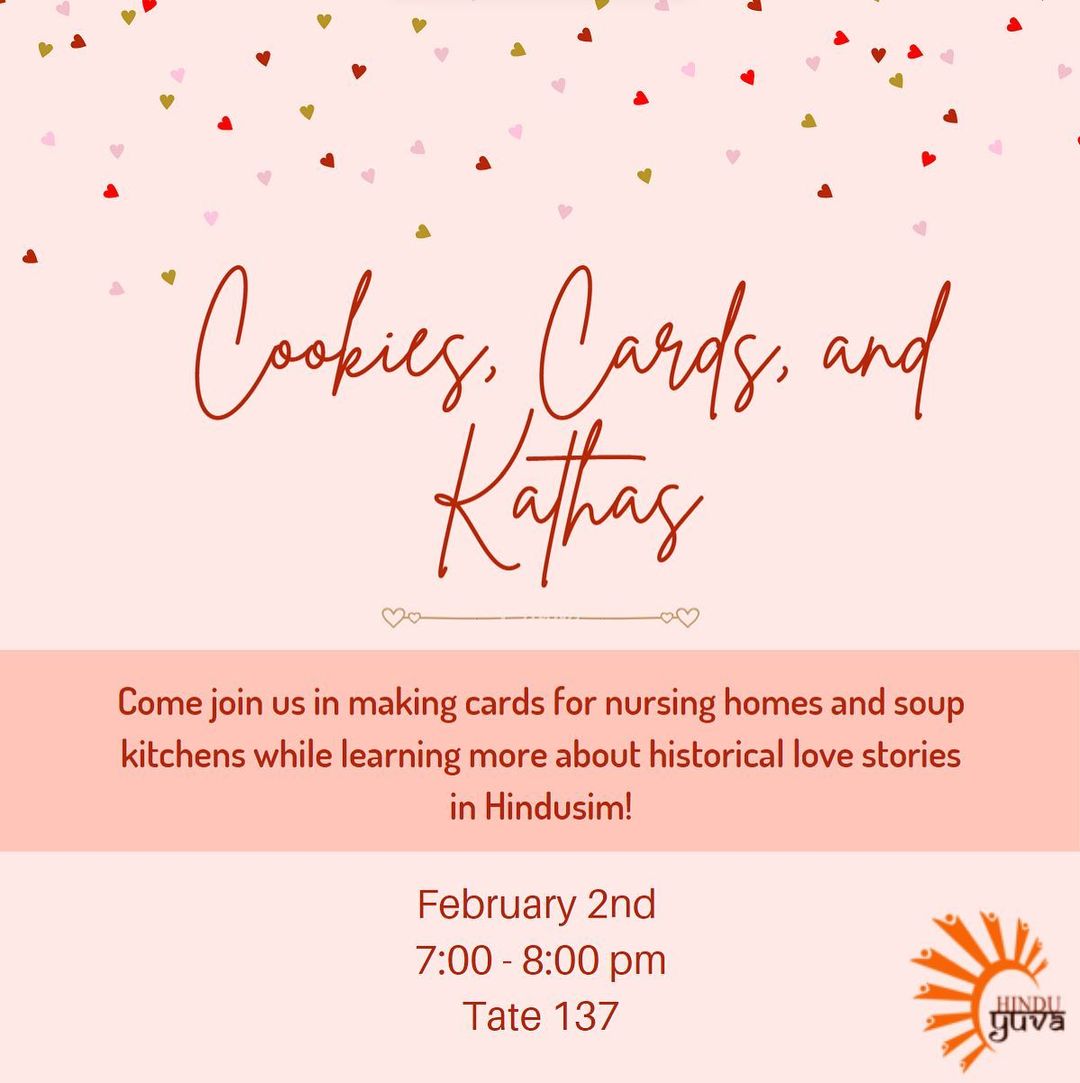 Cookies, Cards, and
Kathas
Come join us in making cards for nursing homes and soup
kitchens while learning more about historical love stories
in Hindusim!
February 2nd
7:00 - 8:00 pm
Tate 137
HINDU
yuva